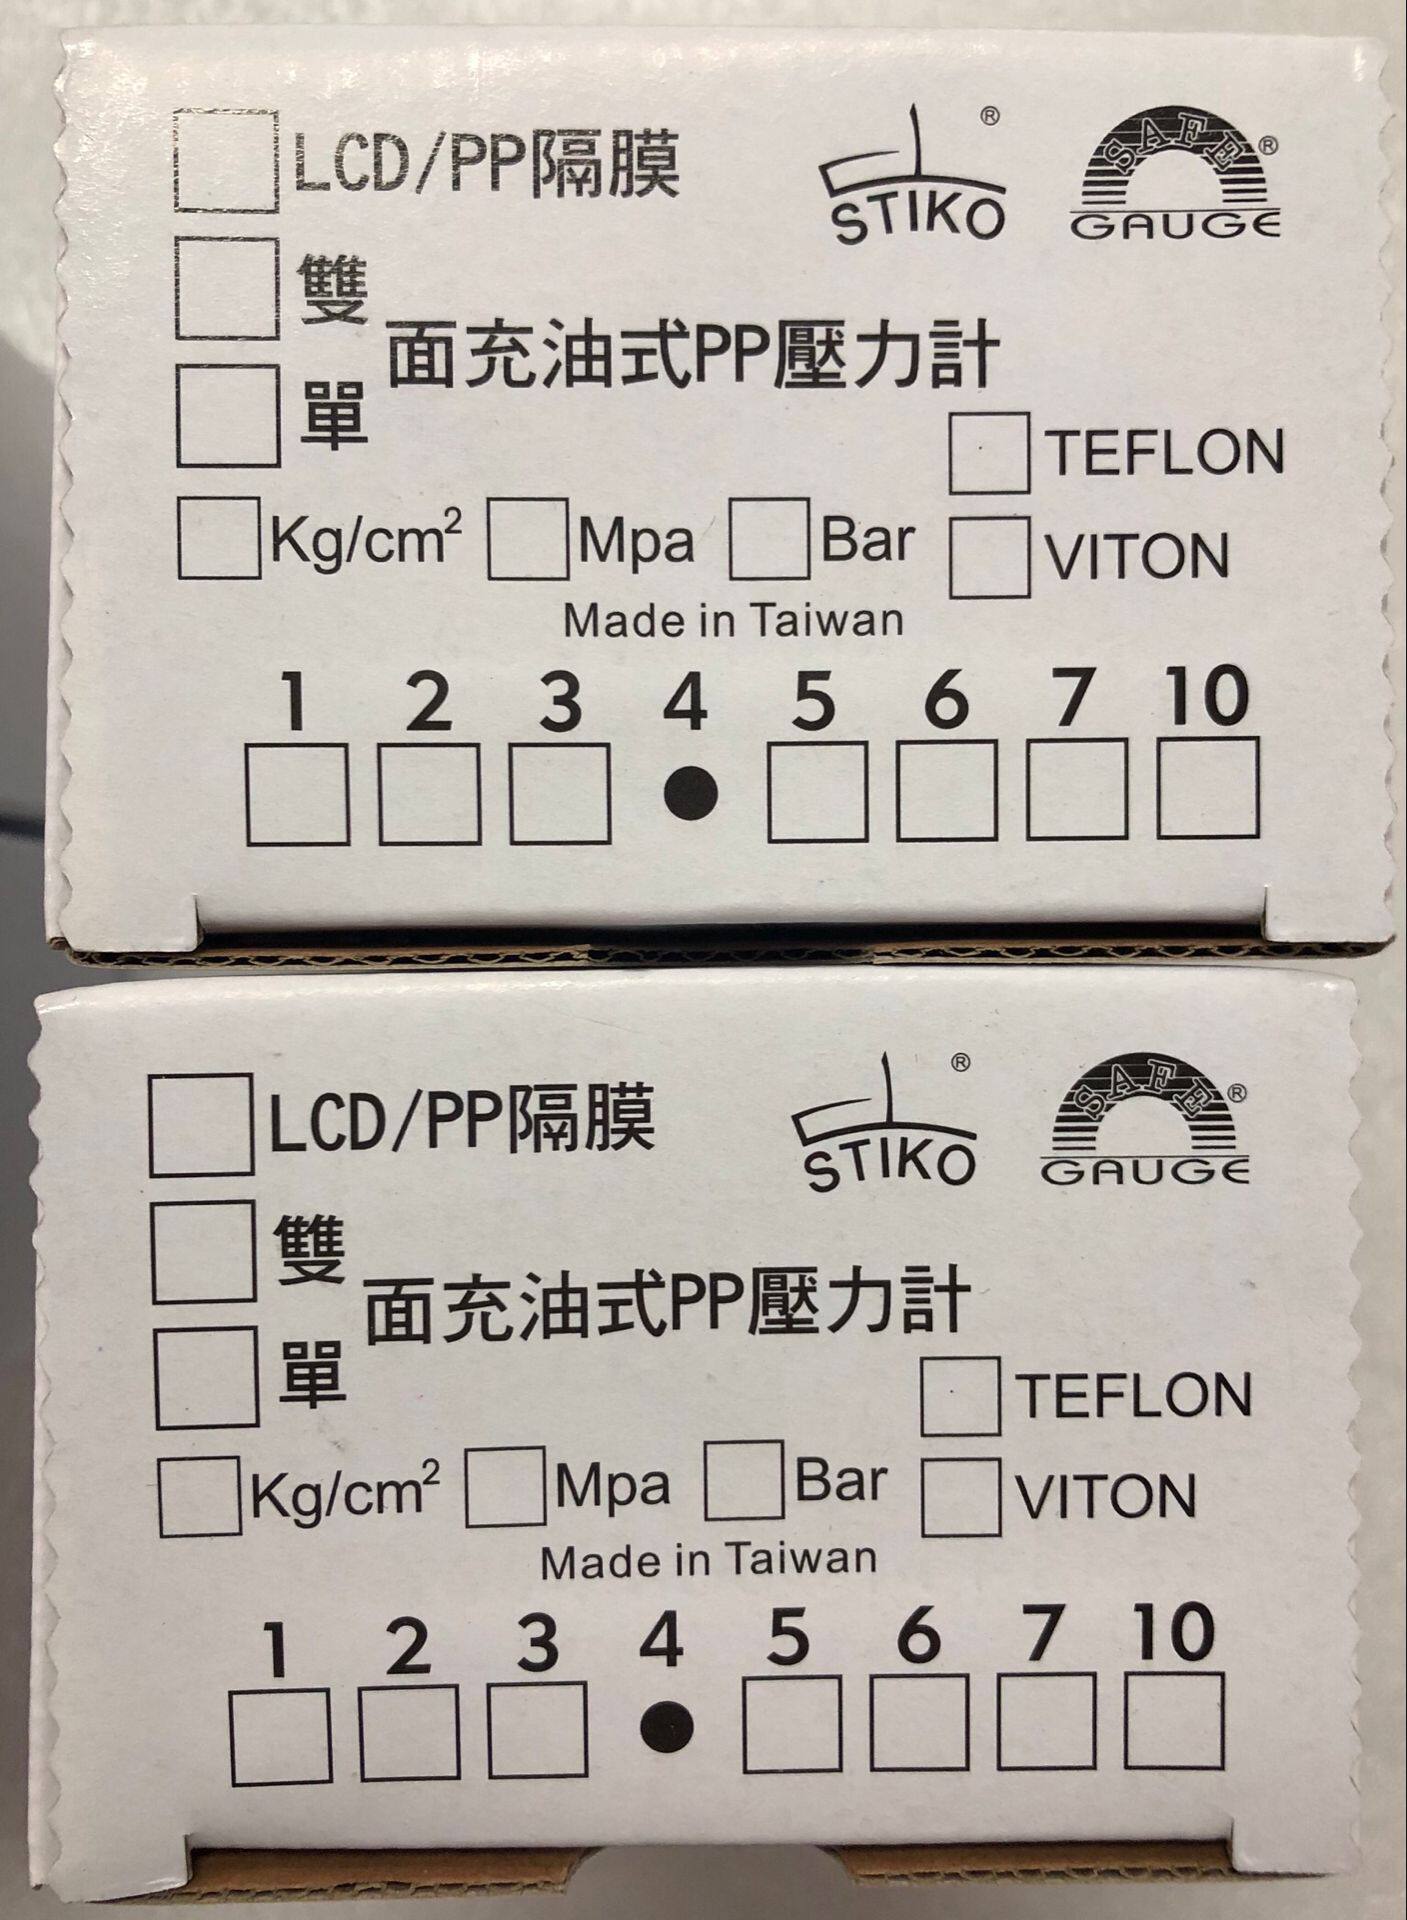 LCD/PP隔膜
STIKO ®
SAFE ®
GAUGE
雙
面充油式PP壓力計
單
TEFLON
Kg/cm² Mpa Bar
VITON
Made in Taiwan
1 2 3 4 5 6 7 10
LCD/PP隔膜
STIKO ®
SAFE ®
GAUGE
雙
面充油式PP壓力計
單
TEFLON
Kg/cm² Mpa Bar
VITON
Made in Taiwan
1 2 3 4 5 6 7 10